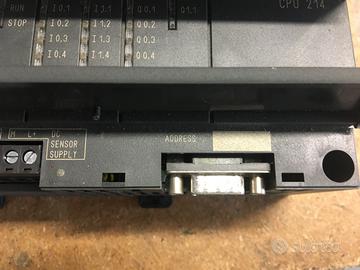 RUN I 0.1 I 1.1 Q 0.1 Q 1.1 CPU 214
STOP I 0.2 I 1.2 Q 0.2
I 0.3 I 1.3 Q 0.3
I 0.4 I 1.4 Q 0.4
M L+ DC
SENSOR
SUPPLY
ADDRESS
subito